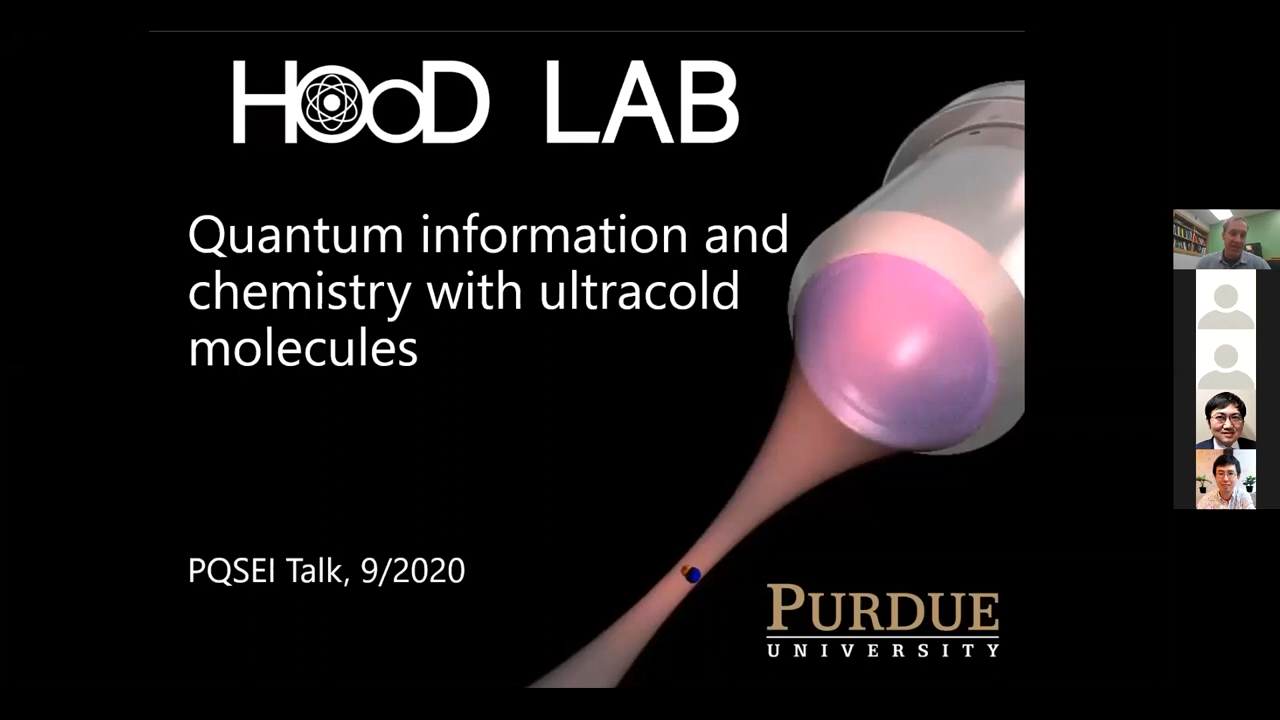 HOOD LAB
Quantum information and
chemistry with ultracold
molecules
PQSEI Talk, 9/2020
PURDUE
UNIVERSITY